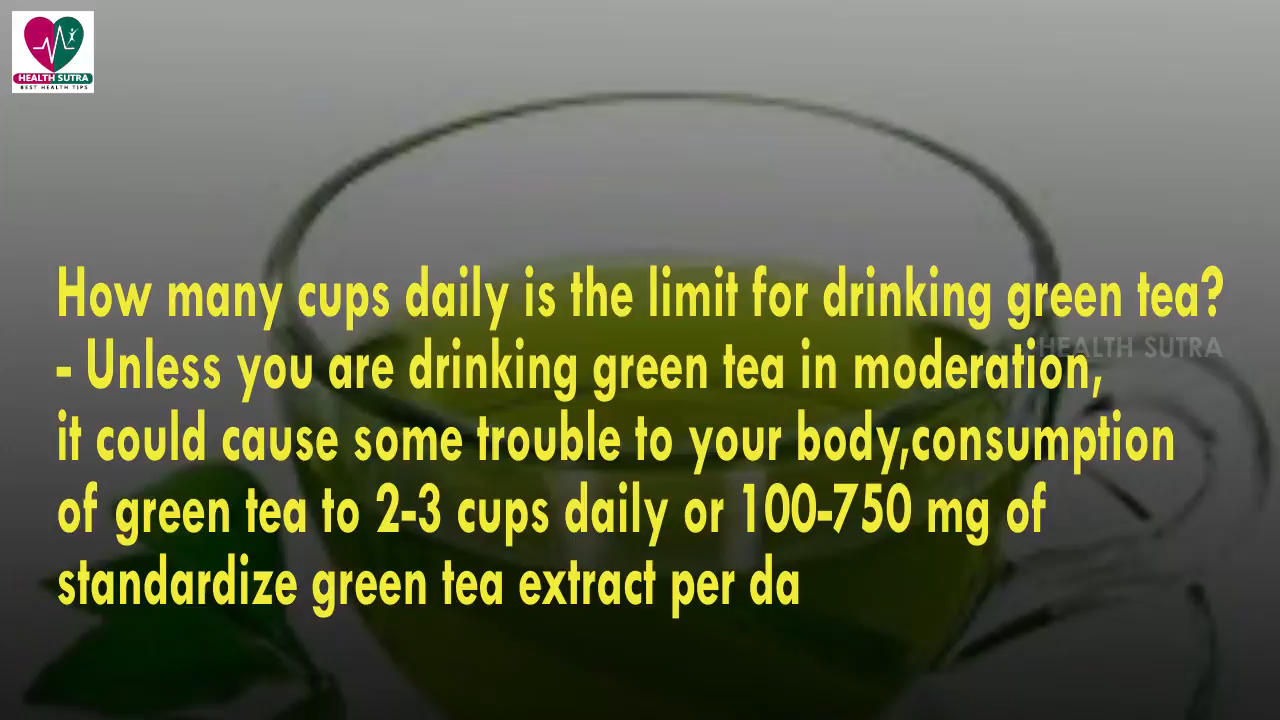 HEALTH SUTRA
BEST HEALTH TIPS
How many cups daily is the limit for drinking green tea?
- Unless you are drinking green tea in moderation,
HEALTH SUTRA
it could cause some trouble to your body,consumption
of green tea to 2-3 cups daily or 100-750 mg of
standardize green tea extract per da